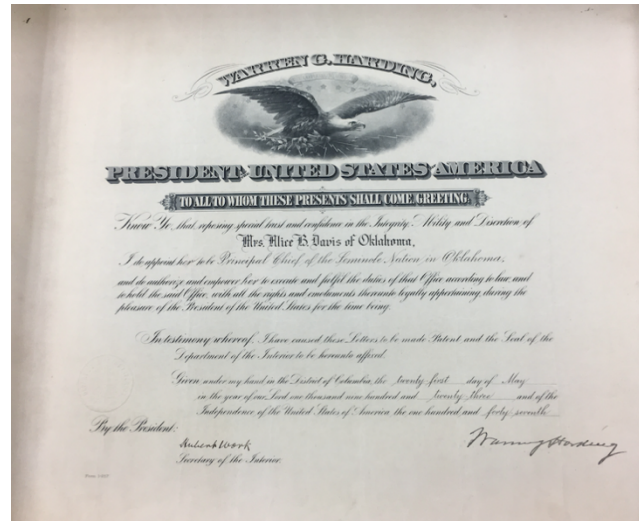 WARREN G. HARDING,
PRESIDENT UNITED STATES AMERICA
TO ALL TO WHOM THESE PRESENTS SHALL COME, GREETING:
Know Ye, that, reposing special trust and confidence in the Integrity, Ability and Discretion of
Mrs. Alice B. Davis of Oklahoma,
I do appoint her to be Principal Chief of the Seminole Nation in Oklahoma,
and do authorize and empower her to execute and fulfil the duties of that Office according to law, and
to hold the said Office, with all the rights and emoluments thereunto legally appertaining, during the
pleasure of the President of the United States for the time being.
In testimony whereof, I have caused these Letters to be made Patent and the Seal of the
Department of the Interior to be hereunto affixed.
Given under my hand in the District of Columbia, the twenty first day of May
in the year of our Lord one thousand nine hundred and twenty three and of the
Independence of the United States of America the one hundred and forty seventh
By the President:
Hubert Work
Secretary of the Interior.
Warren G Harding